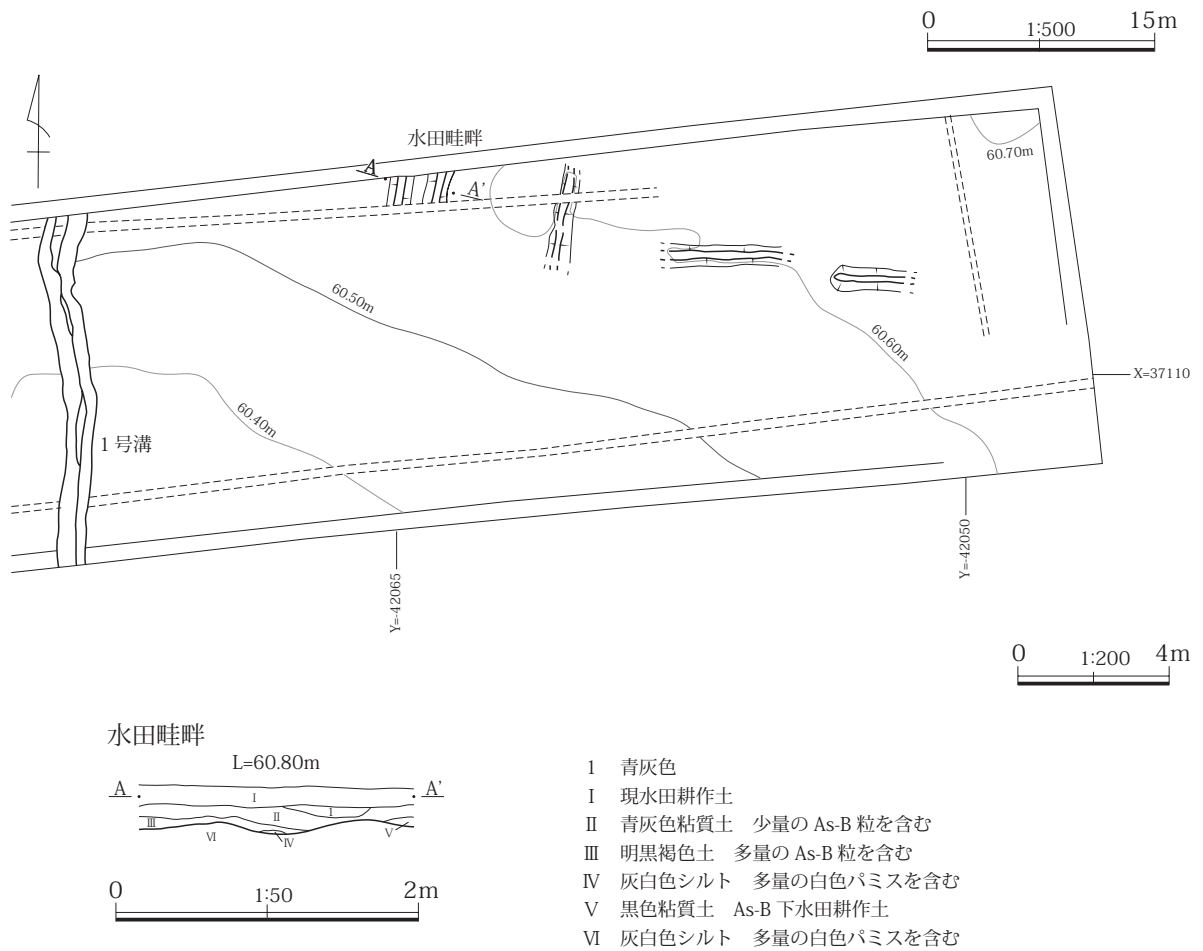 0 1:500 15m
水田畦畔
A A'
60.70m
60.50m
60.60m
X=37110
60.40m
1号溝
Y=-42065
Y=-42050
0 1:200 4m
水田畦畔
L=60.80m
A A'
I
II 1
III
VI IV V
0 1:50 2m
1 青灰色
Ⅰ 現水田耕作土
Ⅱ 青灰色粘質土 少量の As-B 粒を含む
Ⅲ 明黒褐色土 多量の As-B 粒を含む
Ⅳ 灰白色シルト 多量の白色パミスを含む
Ⅴ 黒色粘質土 As-B 下水田耕作土
Ⅵ 灰白色シルト 多量の白色パミスを含む